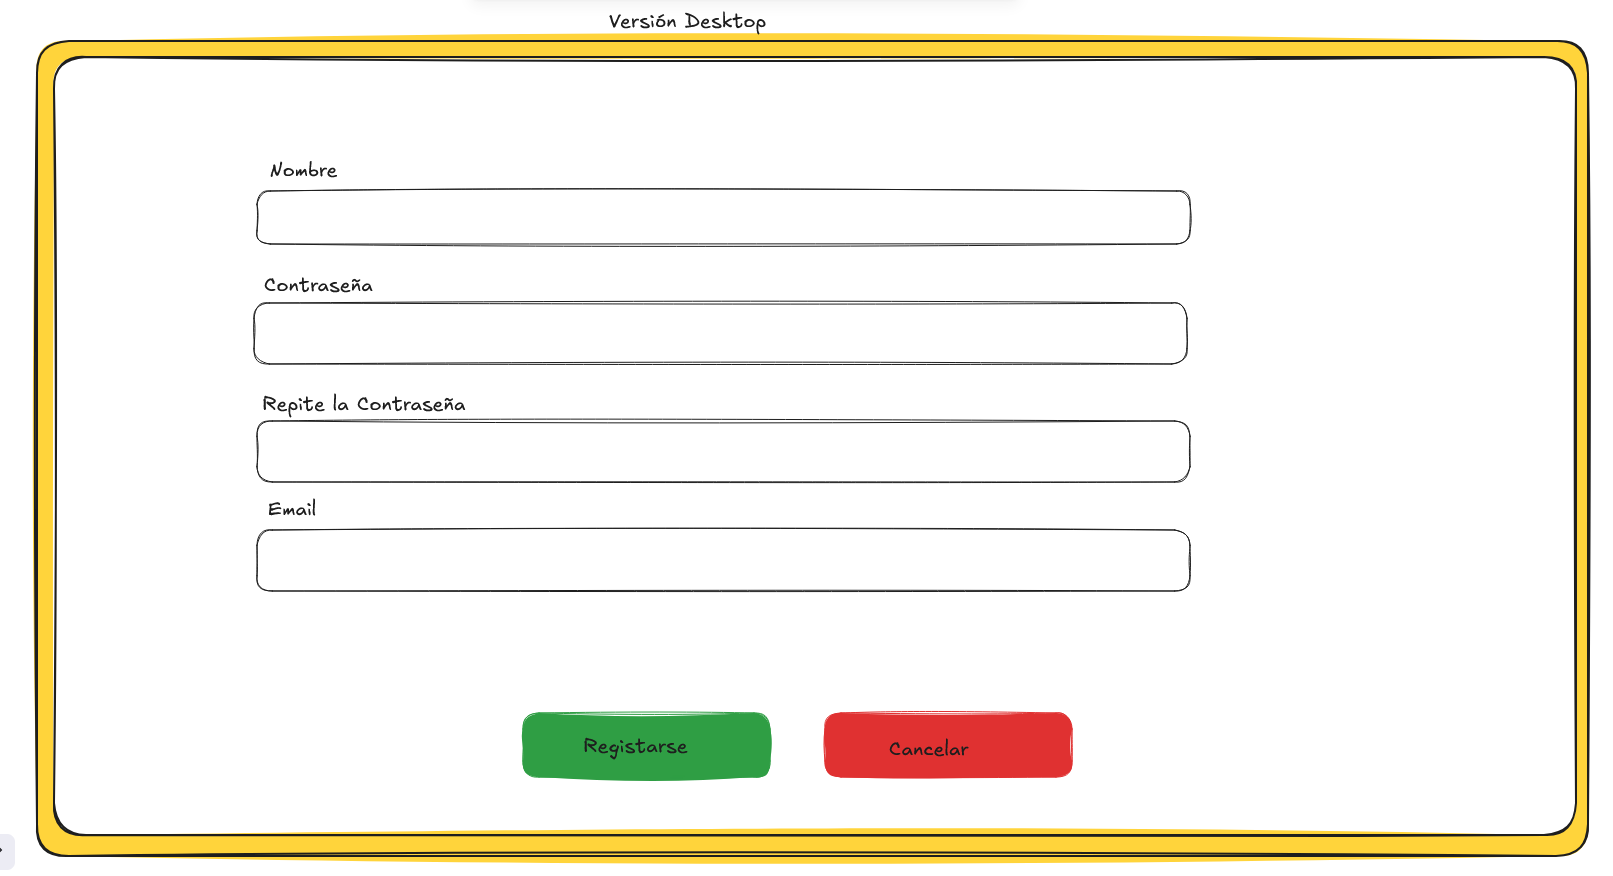 Versión Desktop
Nombre
Contraseña
Repite la Contraseña
Email
Registarse
Cancelar